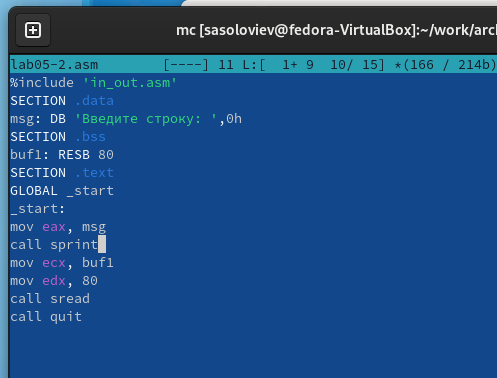 mc [sasoloviev@fedora-VirtualBox]:~/work/arc
lab05-2.asm [----] 11 L:[ 1+ 9 10/ 15] *(166 / 214b)
%include 'in_out.asm'
SECTION .data
msg: DB 'Введите строку: ',0h
SECTION .bss
buf1: RESB 80
SECTION .text
GLOBAL _start
_start:
mov eax, msg
call sprint
mov ecx, buf1
mov edx, 80
call sread
call quit